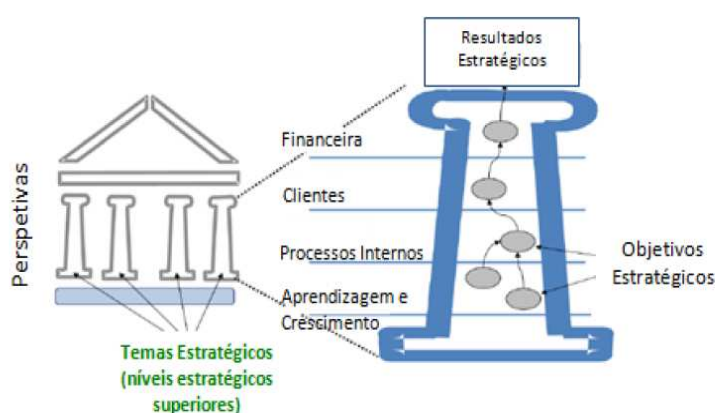 Resultados
Estratégicos
Perspetivas
Financeira
Clientes
Processos Internos
Aprendizagem e
Crescimento
Objetivos
Estratégicos
Temas Estratégicos
(níveis estratégicos
superiores)